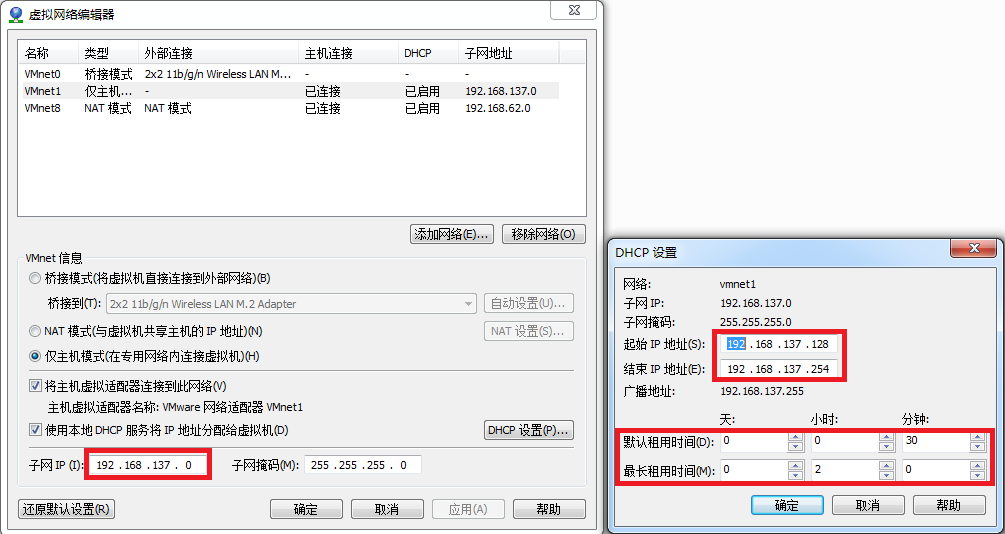 虚拟网络编辑器
名称 类型 外部连接 主机连接 DHCP 子网地址
VMnet0 桥接模式 2x2 11b/g/n Wireless LAN M... - - -
VMnet1 仅主机... - 已连接 已启用 192.168.137.0
VMnet8 NAT 模式 NAT 模式 已连接 已启用 192.168.62.0
添加网络(E)... 移除网络(O)
VMnet 信息
桥接模式(将虚拟机直接连接到外部网络)(B)
桥接到(T): 2x2 11b/g/n Wireless LAN M.2 Adapter 自动设置(U)...
NAT 模式(与虚拟机共享主机的 IP 地址)(N) NAT 设置(S)...
仅主机模式(在专用网络内连接虚拟机)(H)
将主机虚拟适配器连接到此网络(V)
主机虚拟适配器名称: VMware 网络适配器 VMnet1
使用本地 DHCP 服务将 IP 地址分配给虚拟机(D) DHCP 设置(P)...
子网 IP (I): 192 .168 .137 . 0 子网掩码(M): 255 .255 .255 . 0
还原默认设置(R) 确定 取消 应用(A) 帮助
DHCP 设置
网络: vmnet1
子网 IP: 192.168.137.0
子网掩码: 255.255.255.0
起始 IP 地址(S): 192 . 168 . 137 . 128
结束 IP 地址(E): 192 . 168 . 137 . 254
广播地址: 192.168.137.255
天: 小时: 分钟:
默认租用时间(D): 0 0 30
最长租用时间(M): 0 2 0
确定 取消 帮助